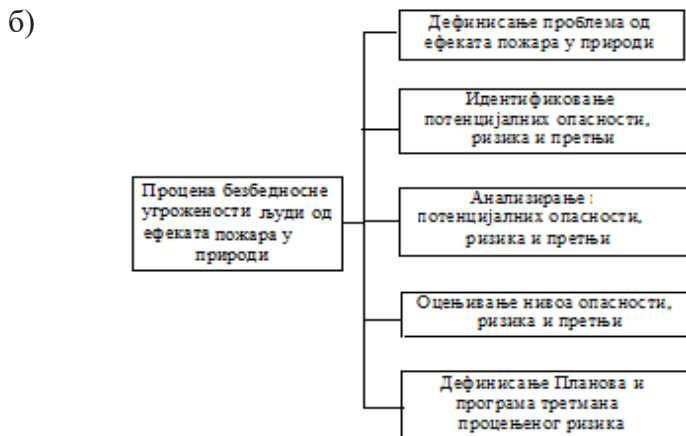 б)
Дефинисање проблема од
ефеката пожара у природи
Идентификовање
потенцијалних опасности,
ризика и претњи
Процена безбедносне
угрожености људи од
ефеката пожара у
природи
Анализирање:
потенцијалних опасности,
ризика и претњи
Оцењивање нивоа опасности,
ризика и претњи
Дефинисање Планова и
програма третмана
процењеног ризика